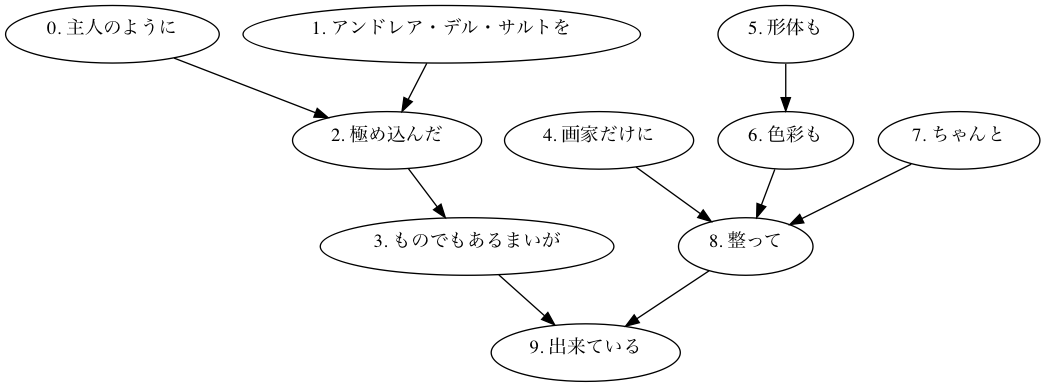 0. 主人のように
1. アンドレア・デル・サルトを
5. 形体も
2. 極め込んだ
4. 画家だけに
6. 色彩も
7. ちゃんと
3. ものでもあるまいが
8. 整って
9. 出来ている